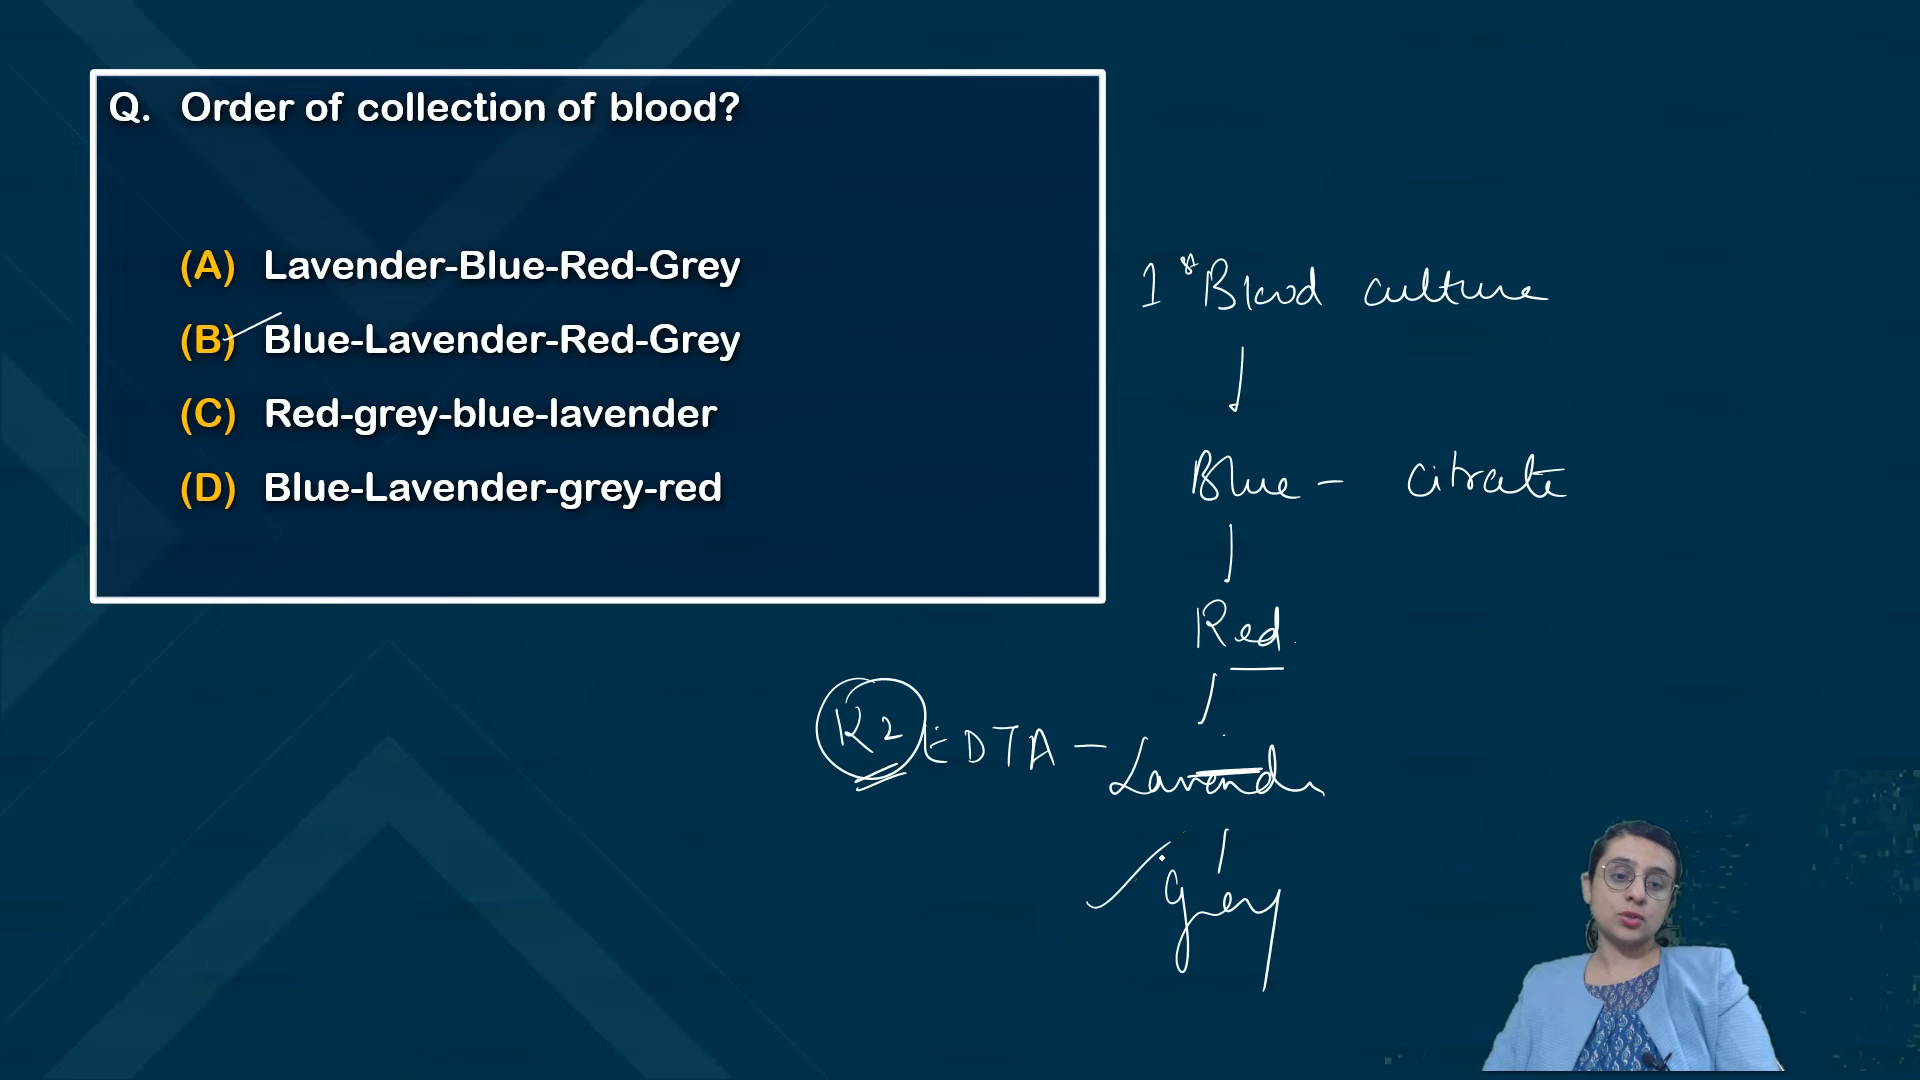 Q. Order of collection of blood?
(A) Lavender-Blue-Red-Grey
(B) Blue-Lavender-Red-Grey
(C) Red-grey-blue-lavender
(D) Blue-Lavender-grey-red
1st Blood culture
Blue - citrate
Red
K2 EDTA - Lavende
Grey